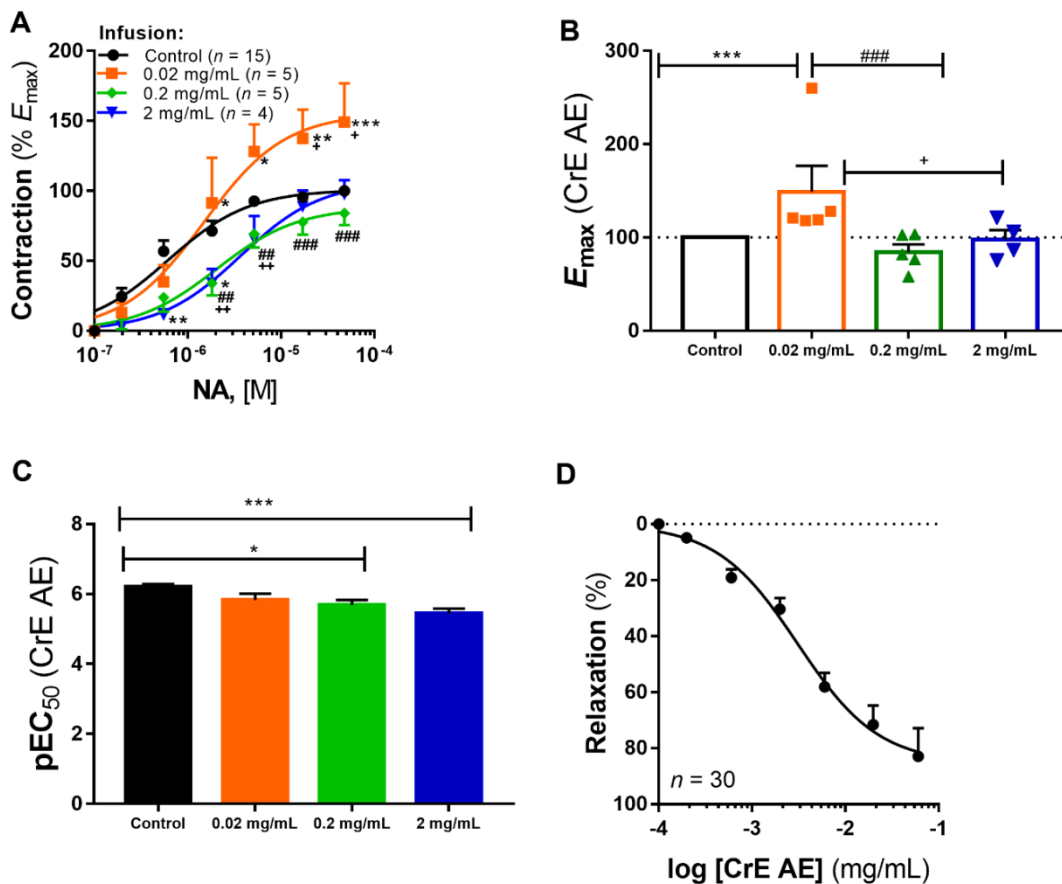 A
Infusion:
Control (n = 15)
0.02 mg/mL (n = 5)
0.2 mg/mL (n = 5)
2 mg/mL (n = 4)
Contraction (% Emax)
200
150
100
50
0
***
+
**
+
*
*
##
++
###
###
*
##
++
**
10-7
10-6
10-5
10-4
NA, [M]
B
Emax (CrE AE)
300
200
100
0
***
###
+
Control
0.02 mg/mL
0.2 mg/mL
2 mg/mL
C
pEC50 (CrE AE)
8
6
4
2
0
***
*
Control
0.02 mg/mL
0.2 mg/mL
2 mg/mL
D
Relaxation (%)
0
20
40
60
80
100
n = 30
-4
-3
-2
-1
log [CrE AE] (mg/mL)